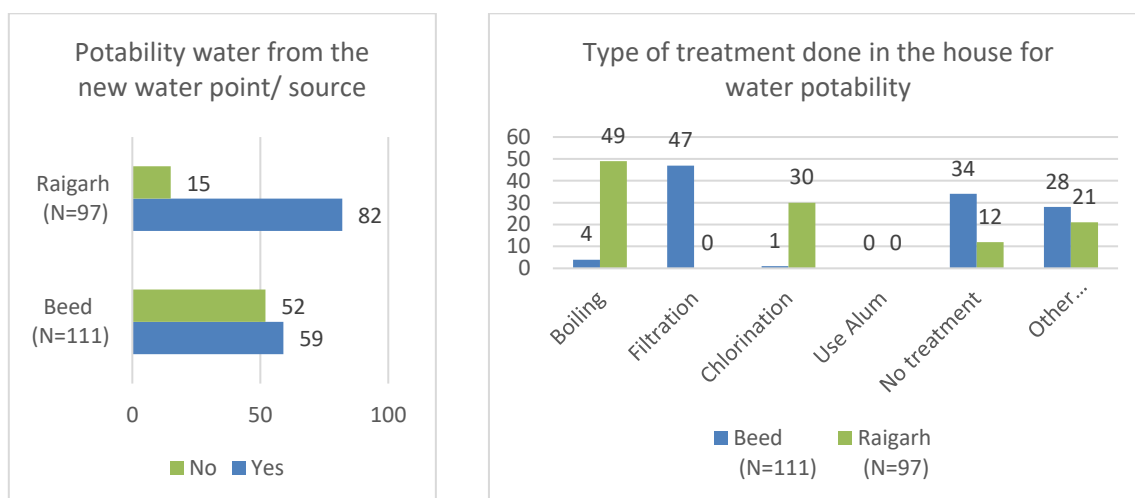 Potability water from the
new water point/ source
Raigarh
(N=97)
15
82
Beed
(N=111)
52
59
0 50 100
No Yes
Type of treatment done in the house for
water potability
60
50
40
30
20
10
0
4 49
47 0
1 30
0 0
34 12
28 21
Boiling
Filtration
Chlorination
Use Alum
No treatment
Other...
Beed Raigarh
(N=111) (N=97)